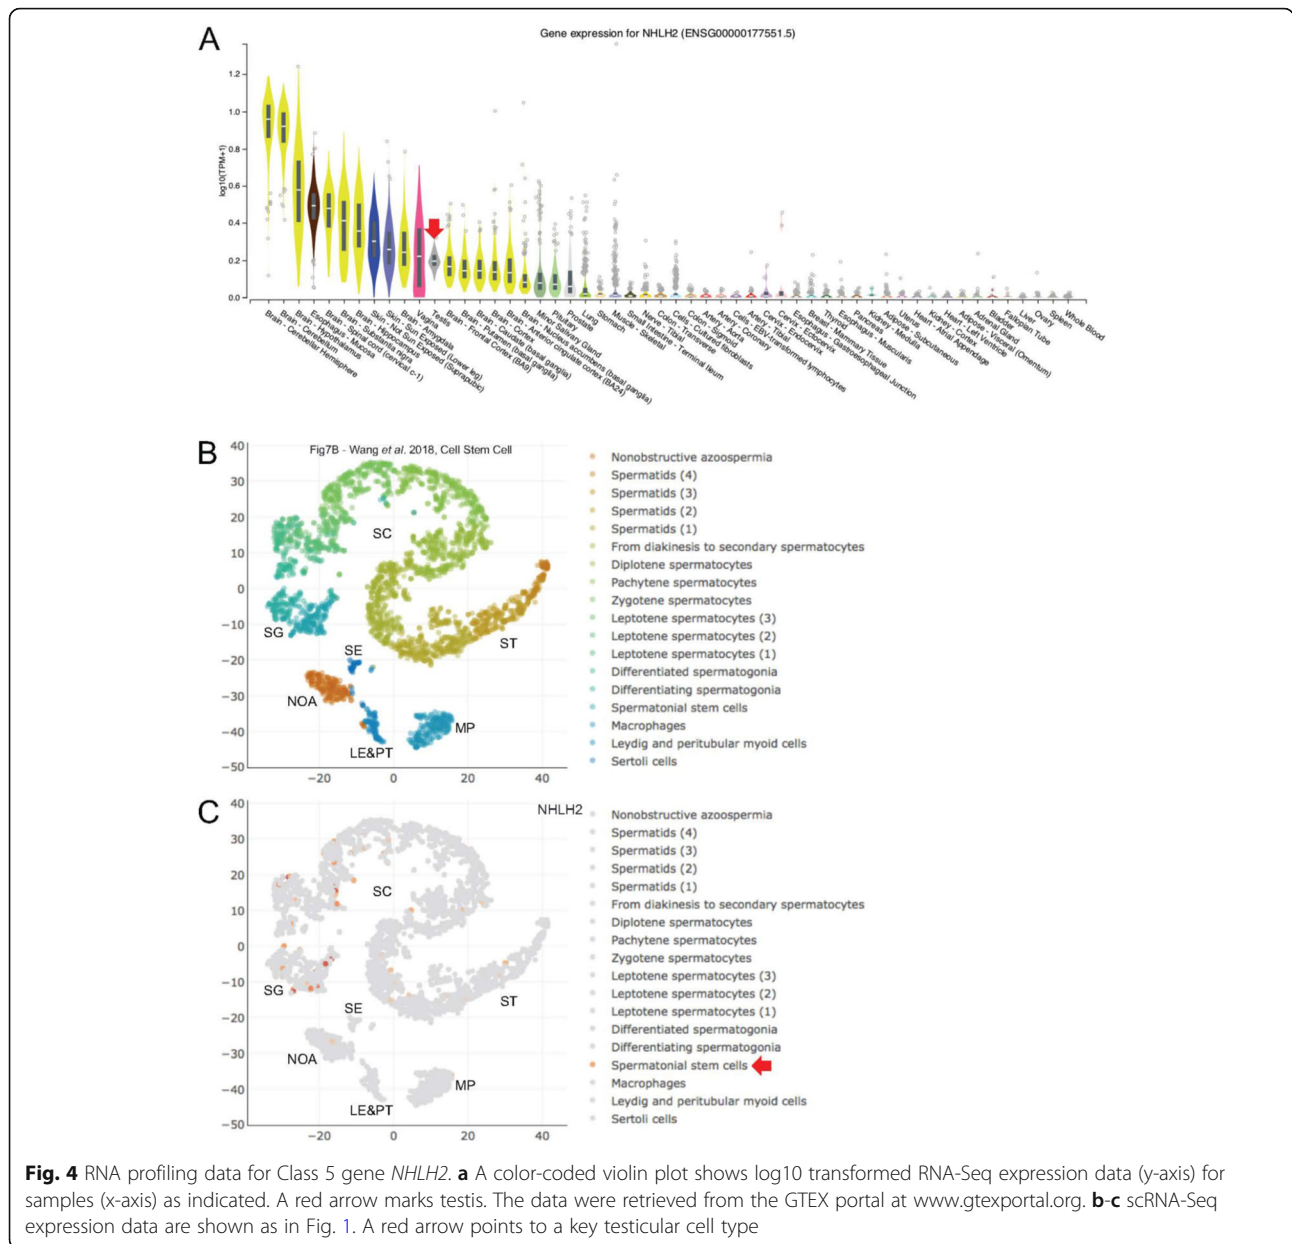 A
Gene expression for NHLH2 (ENSG00000177551.5)
log10(TPM+1)
1.2
1.0
0.8
0.6
0.4
0.2
0.0
Brain - Cerebellar Hemisphere
Brain - Cerebellum
Brain - Hypothalamus
Esophagus - Mucosa
Brain - Spinal cord (cervical c-1)
Brain - Substantia nigra
Brain - Hippocampus
Skin - Not Sun Exposed (Suprapubic)
Skin - Sun Exposed (Lower leg)
Brain - Amygdala
Vagina
Testis
Brain - Frontal Cortex (BA9)
Brain - Putamen (basal ganglia)
Brain - Caudate (basal ganglia)
Brain - Cortex
Brain - Nucleus accumbens (basal ganglia)
Brain - Anterior cingulate cortex (BA24)
Minor Salivary Gland
Pituitary
Prostate
Lung
Stomach
Muscle - Skeletal
Small Intestine - Terminal Ileum
Nerve - Tibial
Colon - Transverse
Cells - Cultured fibroblasts
Colon - Sigmoid
Artery - Aorta
Artery - Coronary
Cells - EBV-transformed lymphocytes
Artery - Tibial
Cervix - Endocervix
Cervix - Ectocervix
Esophagus - Gastroesophageal Junction
Breast - Mammary Tissue
Thyroid
Esophagus - Muscularis
Pancreas
Kidney - Medulla
Adipose - Subcutaneous
Uterus
Heart - Atrial Appendage
Kidney - Cortex
Heart - Left Ventricle
Adipose - Visceral (Omentum)
Adrenal Gland
Bladder
Fallopian Tube
Liver
Ovary
Spleen
Whole Blood
B
Fig7B - Wang et al. 2018, Cell Stem Cell
40
30
20
10
0
−10
−20
−30
−40
−50
−20
0
20
40
SC
SG
SE
ST
NOA
MP
LE&PT
Nonobstructive azoospermia
Spermatids (4)
Spermatids (3)
Spermatids (2)
Spermatids (1)
From diakinesis to secondary spermatocytes
Diplotene spermatocytes
Pachytene spermatocytes
Zygotene spermatocytes
Leptotene spermatocytes (3)
Leptotene spermatocytes (2)
Leptotene spermatocytes (1)
Differentiated spermatogonia
Differentiating spermatogonia
Spermatonial stem cells
Macrophages
Leydig and peritubular myoid cells
Sertoli cells
C
NHLH2
40
30
20
10
0
−10
−20
−30
−40
−50
−20
0
20
40
SC
SG
SE
ST
NOA
MP
LE&PT
Nonobstructive azoospermia
Spermatids (4)
Spermatids (3)
Spermatids (2)
Spermatids (1)
From diakinesis to secondary spermatocytes
Diplotene spermatocytes
Pachytene spermatocytes
Zygotene spermatocytes
Leptotene spermatocytes (3)
Leptotene spermatocytes (2)
Leptotene spermatocytes (1)
Differentiated spermatogonia
Differentiating spermatogonia
Spermatonial stem cells
Macrophages
Leydig and peritubular myoid cells
Sertoli cells
Fig. 4 RNA profiling data for Class 5 gene NHLH2. a A color-coded violin plot shows log10 transformed RNA-Seq expression data (y-axis) for
samples (x-axis) as indicated. A red arrow marks testis. The data were retrieved from the GTEX portal at www.gtexportal.org. b-c scRNA-Seq
expression data are shown as in Fig. 1. A red arrow points to a key testicular cell type